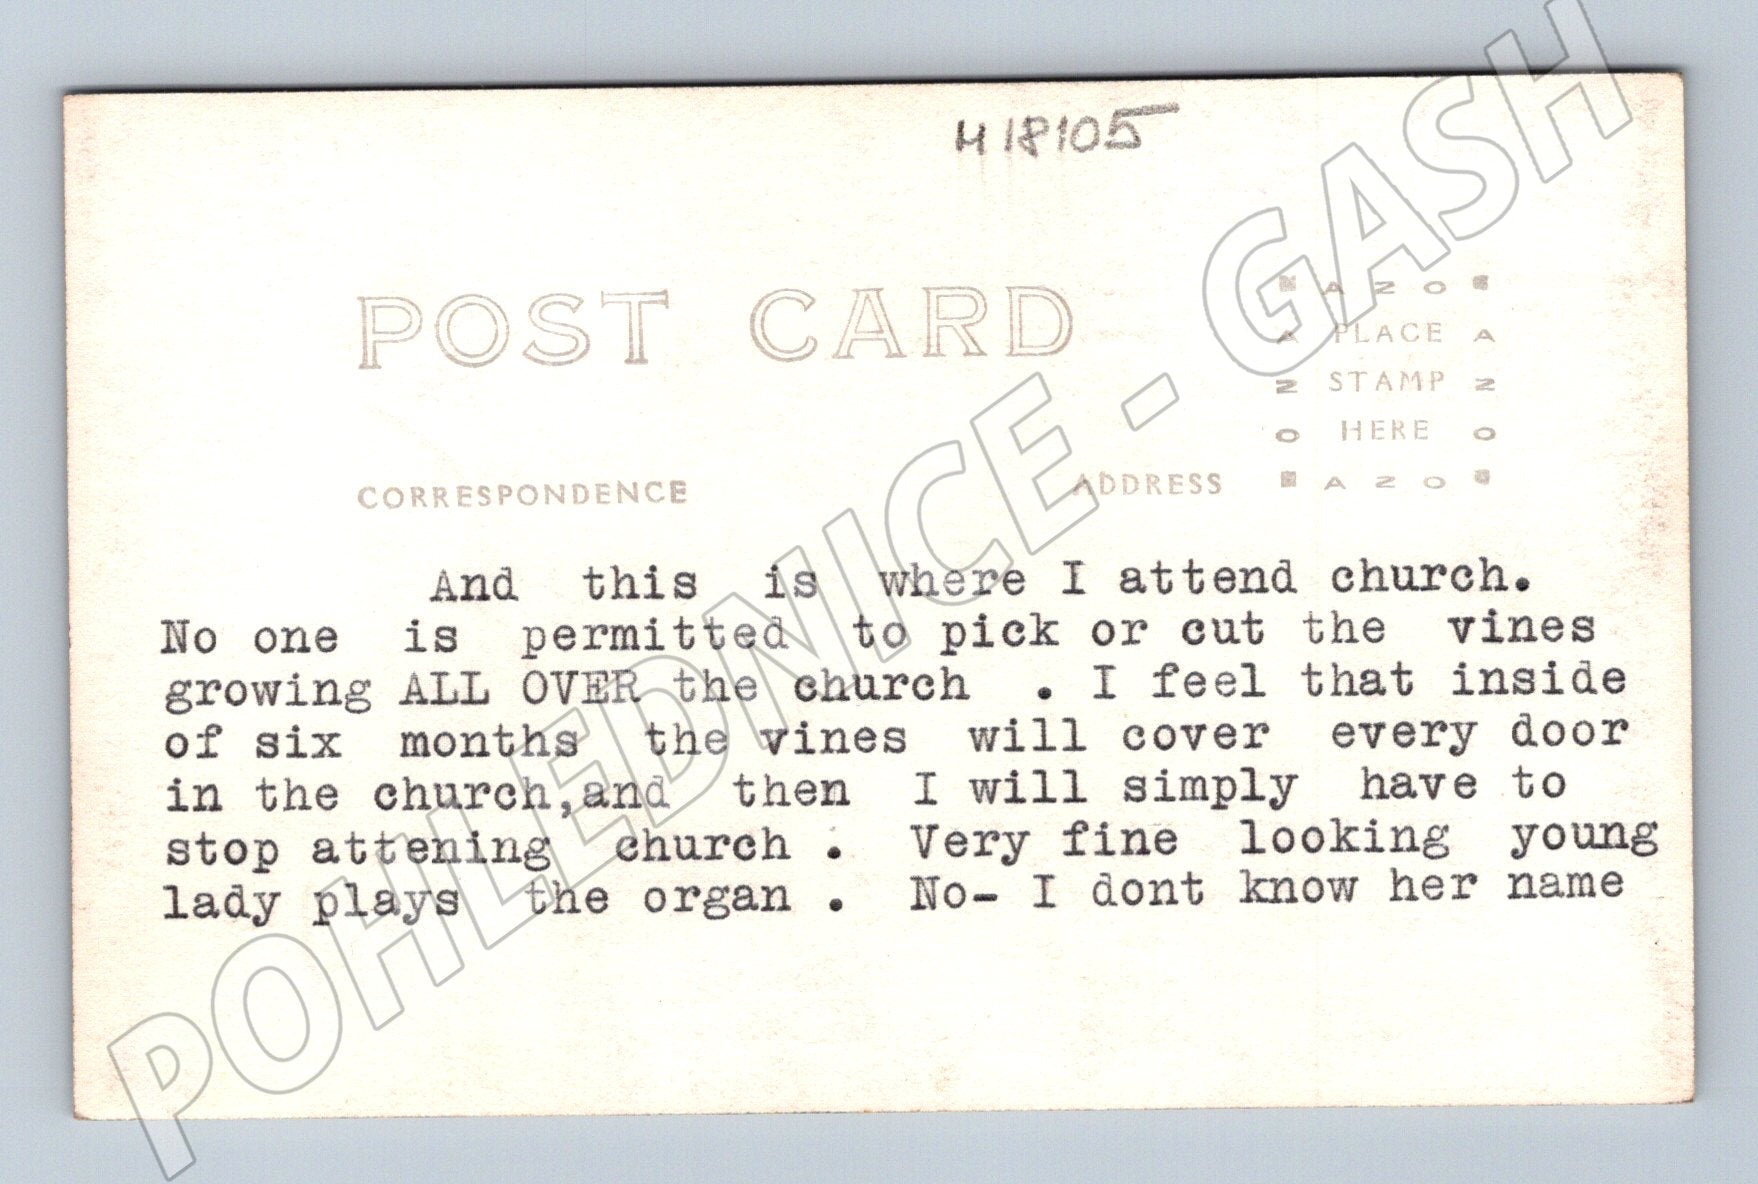 H18105
POST CARD
AZO
PLACE
STAMP
HERE
AZO
AZO
AZO
CORRESPONDENCE
ADDRESS
And this is where I attend church.
No one is permitted to pick or cut the vines
growing ALL OVER the church . I feel that inside
of six months the vines will cover every door
in the church,and then I will simply have to
stop attening church . Very fine looking young
lady plays the organ . No- I dont know her name
POHLEDNICE - GASH